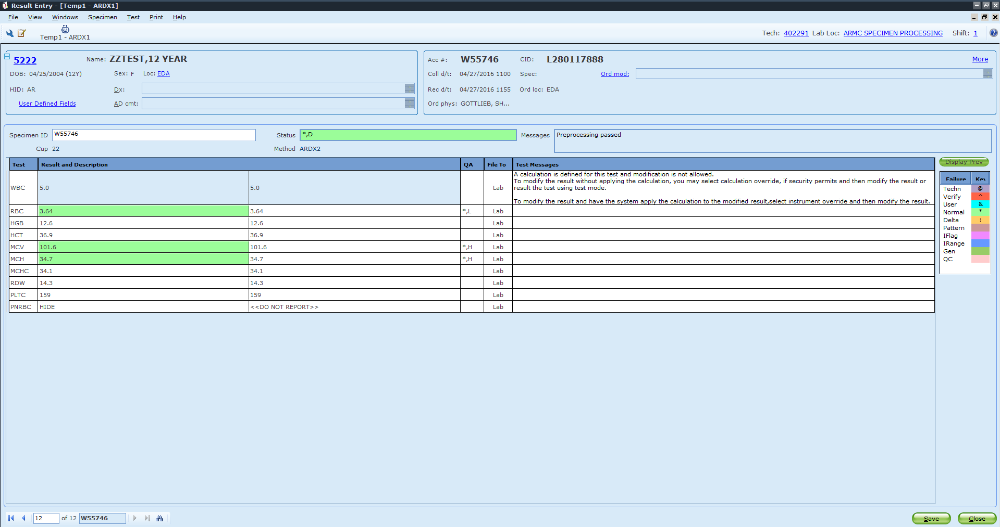 Result Entry - [Temp1 - ARDX1]
File View Windows Specimen Test Print Help
Temp1 - ARDX1
Tech: 402291 Lab Loc: ARMC SPECIMEN PROCESSING Shift: 1
5222 Name: ZZTEST,12 YEAR
DOB: 04/25/2004 (12Y) Sex: F Loc: EDA
HID: AR Dx:
User Defined Fields AD cmt:
Acc #: W55746 CID: L280117888 More
Coll d/t: 04/27/2016 1100 Spec: Ord mod:
Rec d/t: 04/27/2016 1155 Ord loc: EDA
Ord phys: GOTTLIEB, SH...
Specimen ID W55746 Status *,D Messages Preprocessing passed
Cup 22 Method ARDX2
Test Result and Description QA File To Test Messages
WBC 5.0 5.0 Lab
A calculation is defined for this test and modification is not allowed.
To modify the result without applying the calculation, you may select calculation override, if security permits and then modify the result or
result the test using test mode.
To modify the result and have the system apply the calculation to the modified result,select instrument override and then modify the result.
RBC 3.64 3.64 *,L Lab
HGB 12.6 12.6 Lab
HCT 36.9 36.9 Lab
MCV 101.6 101.6 *,H Lab
MCH 34.7 34.7 *,H Lab
MCHC 34.1 34.1 Lab
RDW 14.3 14.3 Lab
PLTC 159 159 Lab
PNRBC HIDE <<DO NOT REPORT>> Lab
Display Prev
Failure Key
Techn @
Verify ^
User &
Normal *
Delta :
Pattern
IFlag
IRange
Gen
QC
12 of 12 W55746
Save Close